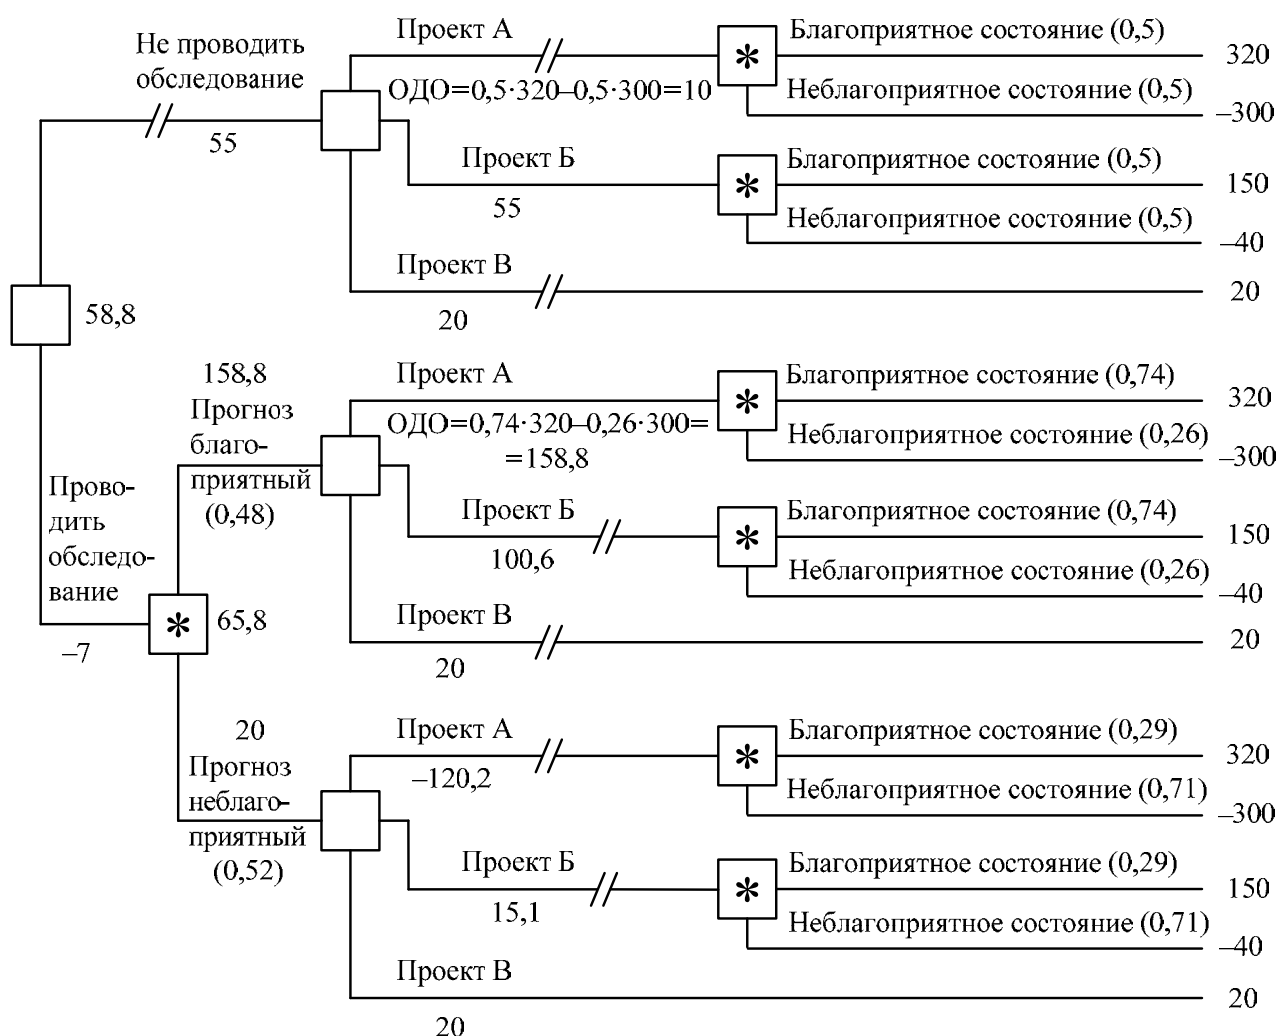 Проект А
Благоприятное состояние (0,5)
320
Не проводить
обследование
ОДО=0,5·320–0,5·300=10
Неблагоприятное состояние (0,5)
–300
55
Проект Б
Благоприятное состояние (0,5)
150
55
Неблагоприятное состояние (0,5)
–40
Проект В
20
20
58,8
158,8
Прогноз
благо-
приятный
(0,48)
Проект А
Благоприятное состояние (0,74)
320
ОДО=0,74·320–0,26·300=
=158,8
Неблагоприятное состояние (0,26)
–300
Прово-
дить
обследо-
вание
–7
Проект Б
Благоприятное состояние (0,74)
150
100,6
Неблагоприятное состояние (0,26)
–40
65,8
Проект В
20
20
20
Прогноз
неблаго-
приятный
(0,52)
Проект А
Благоприятное состояние (0,29)
320
–120,2
Неблагоприятное состояние (0,71)
–300
Проект Б
Благоприятное состояние (0,29)
150
15,1
Неблагоприятное состояние (0,71)
–40
Проект В
20
20